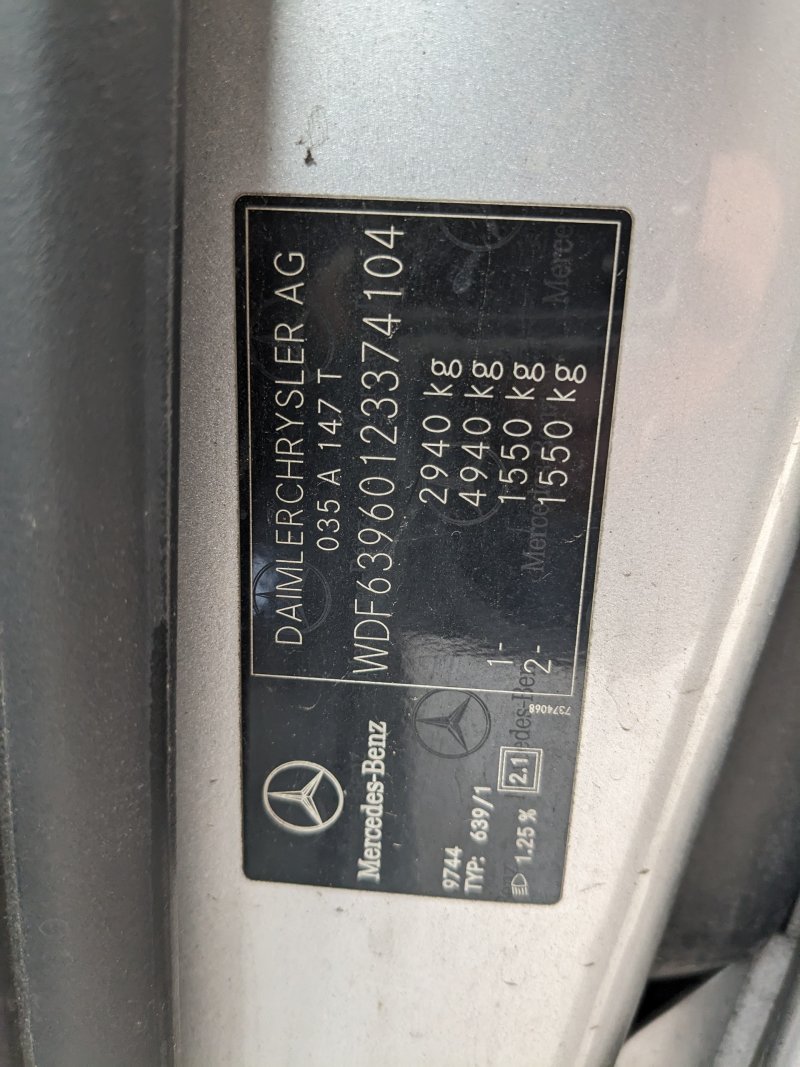 DAIMLERCHRYSLER AG
035 A 147 T
WDF63960123374104
2940 kg
4940 kg
1- 1550 kg
2- 1550 kg
Mercedes-Benz
9744
TYP: 639/1
1.25 % 2.1
7374068